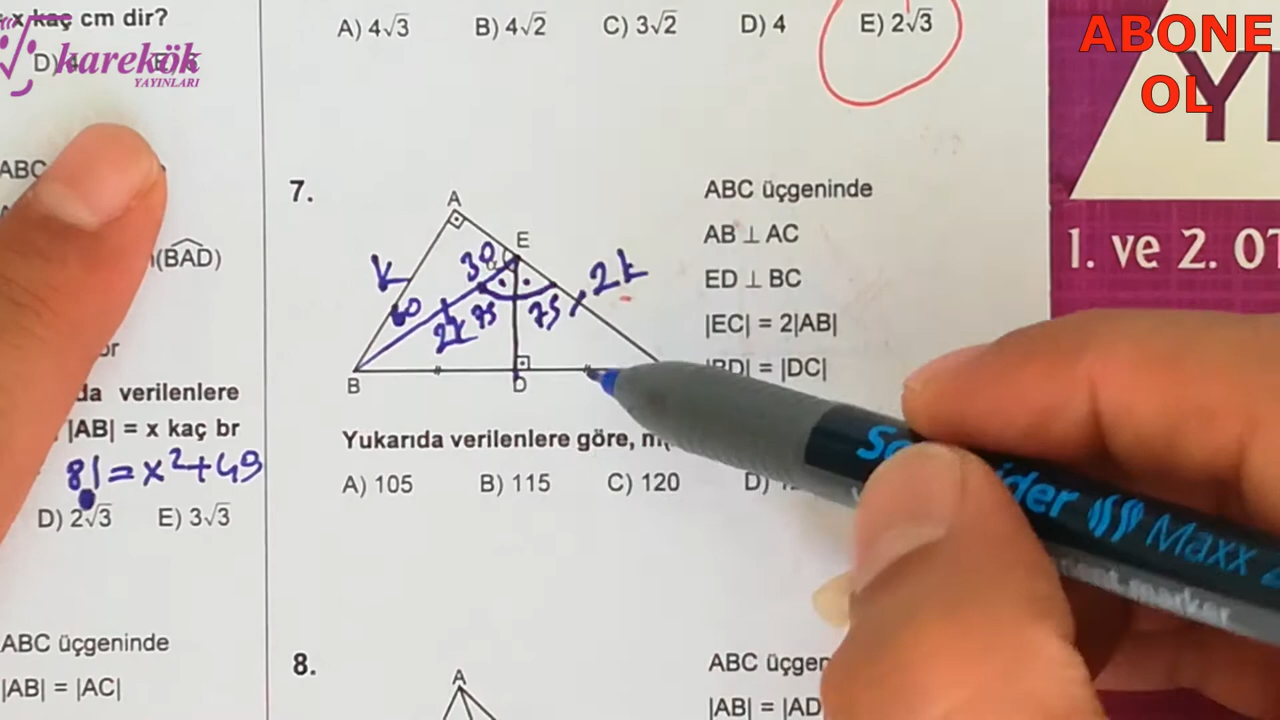 x kaç cm dir?
karekök
YAYINLARI
A) 4√3 B) 4√2 C) 3√2 D) 4 E) 2√3
ABONE
OL
ABC
(BAD)
verilenlere
|AB| = x kaç br
81=x²+49
D) 2√3 E) 3√3
ABC üçgeninde
|AB| = |AC|
7.
A
E
K
30
α
2k
60
2k
75
75
B
D
ABC üçgeninde
AB ⊥ AC
ED ⊥ BC
|EC| = 2|AB|
|BD| = |DC|
Yukarıda verilenlere göre,
A) 105 B) 115 C) 120 D)
8.
A
ABC
|AB| = |AD
1. ve 2.
Schneider
Maxx
marker